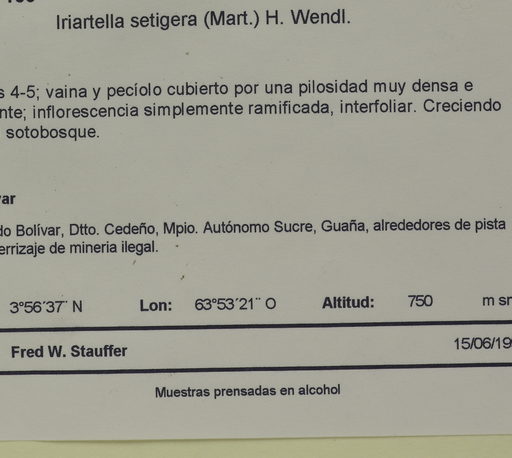 Iriartella setigera (Mart.) H. Wendl.
s 4-5; vaina y pecíolo cubierto por una pilosidad muy densa e
nte; inflorescencia simplemente ramificada, interfoliar. Creciendo
sotobosque.
var
do Bolívar, Dtto. Cedeño, Mpio. Autónomo Sucre, Guaña, alrededores de pista
errizaje de mineria ilegal.
3°56´37¨ N Lon: 63°53´21¨ O Altitud: 750 m sn
Fred W. Stauffer 15/06/19
Muestras prensadas en alcohol